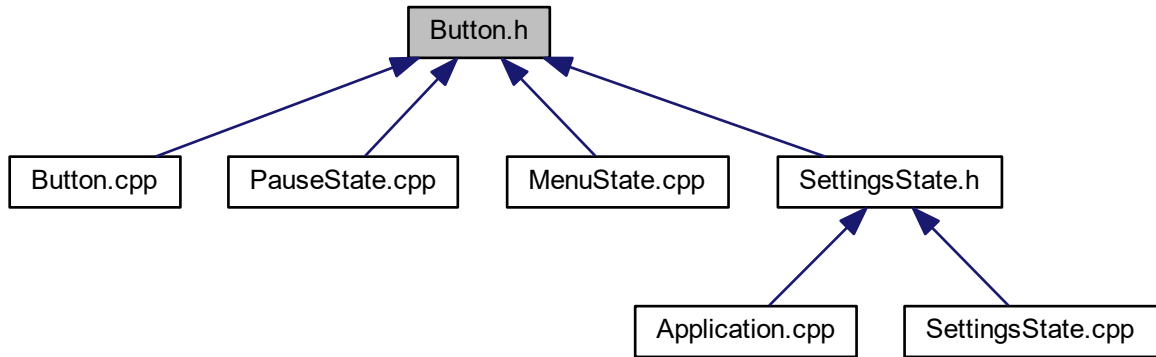 Button.h
Button.cpp
PauseState.cpp
MenuState.cpp
SettingsState.h
Application.cpp
SettingsState.cpp